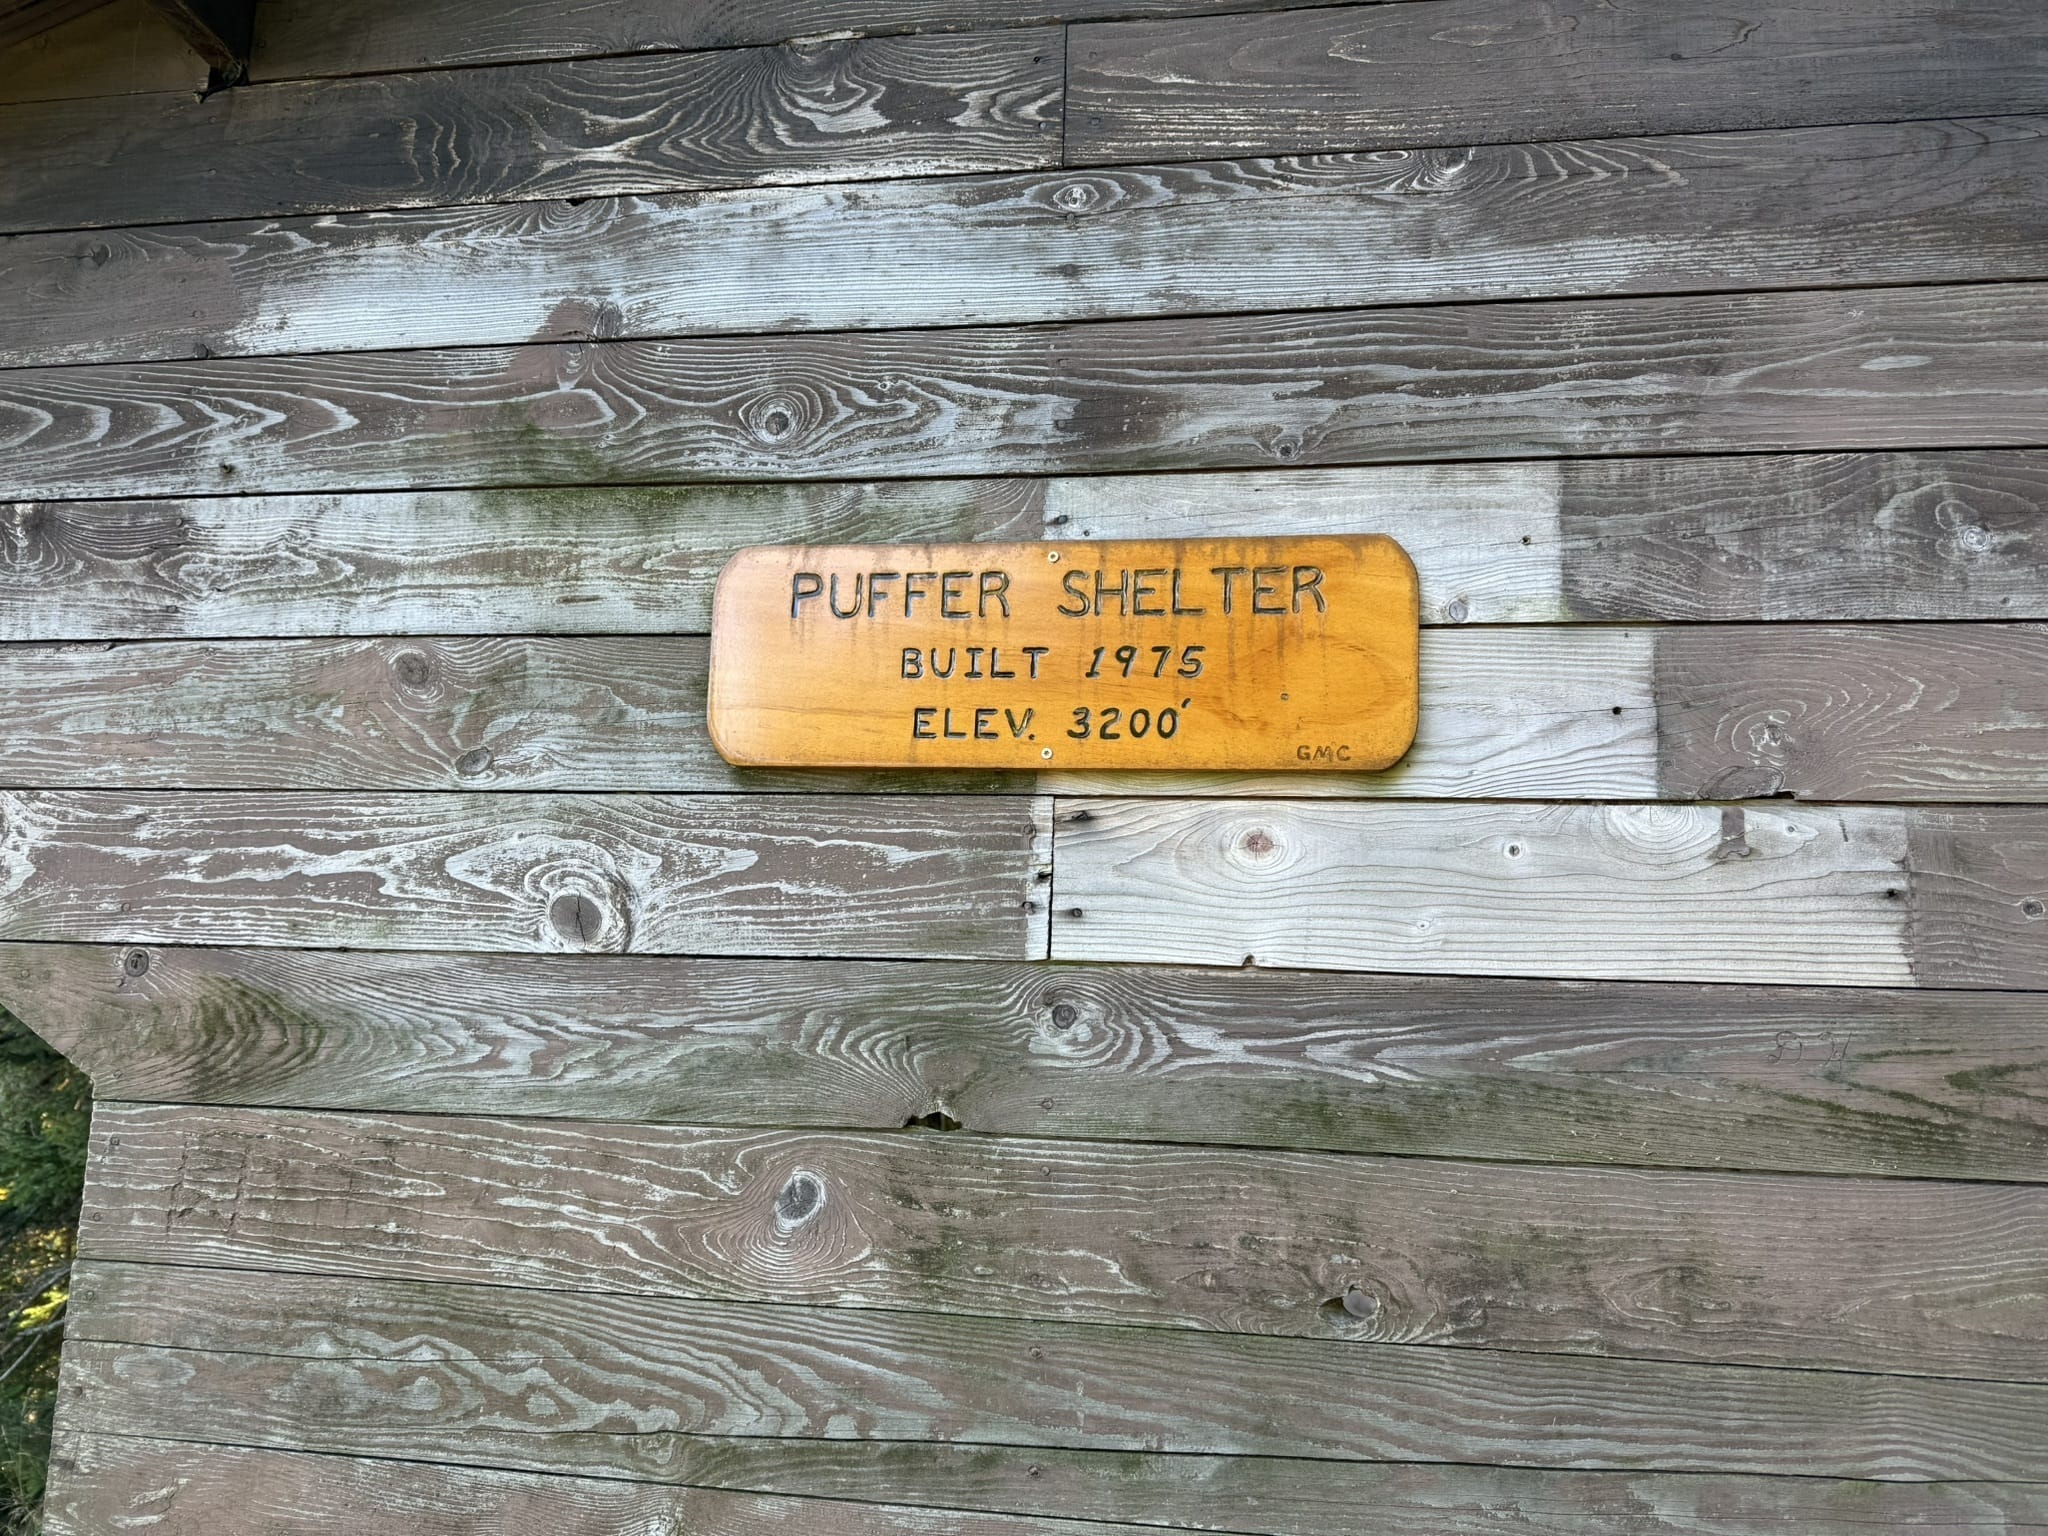 PUFFER SHELTER
BUILT 1975
ELEV. 3200'
GMC